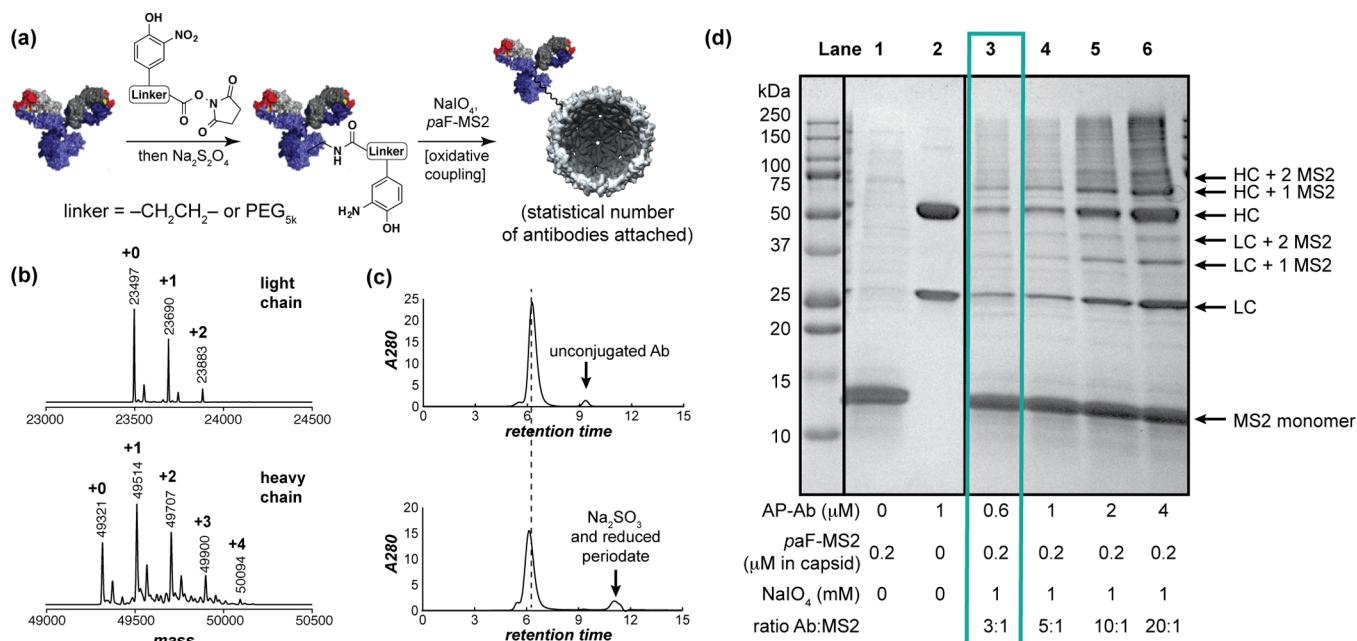 (a)
OH
NO₂
Linker
O
O
N
O
O
then Na₂S₂O₄
O
N
H
Linker
H₂N
OH
NaIO₄,
paF-MS2
[oxidative
coupling]
linker = –CH₂CH₂– or PEG₅ₖ
(statistical number
of antibodies attached)
(b)
+0
23497
+1
23690
+2
23883
light
chain
23000 23500 24000 24500
+0
49321
+1
49514
+2
49707
+3
49900
+4
50094
heavy
chain
49000 49500 50000 50500
mass
(c)
A280
25
20
15
10
5
0
unconjugated Ab
0 3 6 9 12 15
retention time
A280
25
20
15
10
5
0
Na₂SO₃
and reduced
periodate
0 3 6 9 12 15
retention time
(d)
Lane 1 2 3 4 5 6
kDa
250
150
100
75
50
37
25
20
15
10
HC + 2 MS2
HC + 1 MS2
HC
LC + 2 MS2
LC + 1 MS2
LC
MS2 monomer
AP-Ab (μM) 0 1 0.6 1 2 4
paF-MS2
(μM in capsid) 0.2 0 0.2 0.2 0.2 0.2
NaIO₄ (mM) 0 0 1 1 1 1
ratio Ab:MS2 3:1 5:1 10:1 20:1